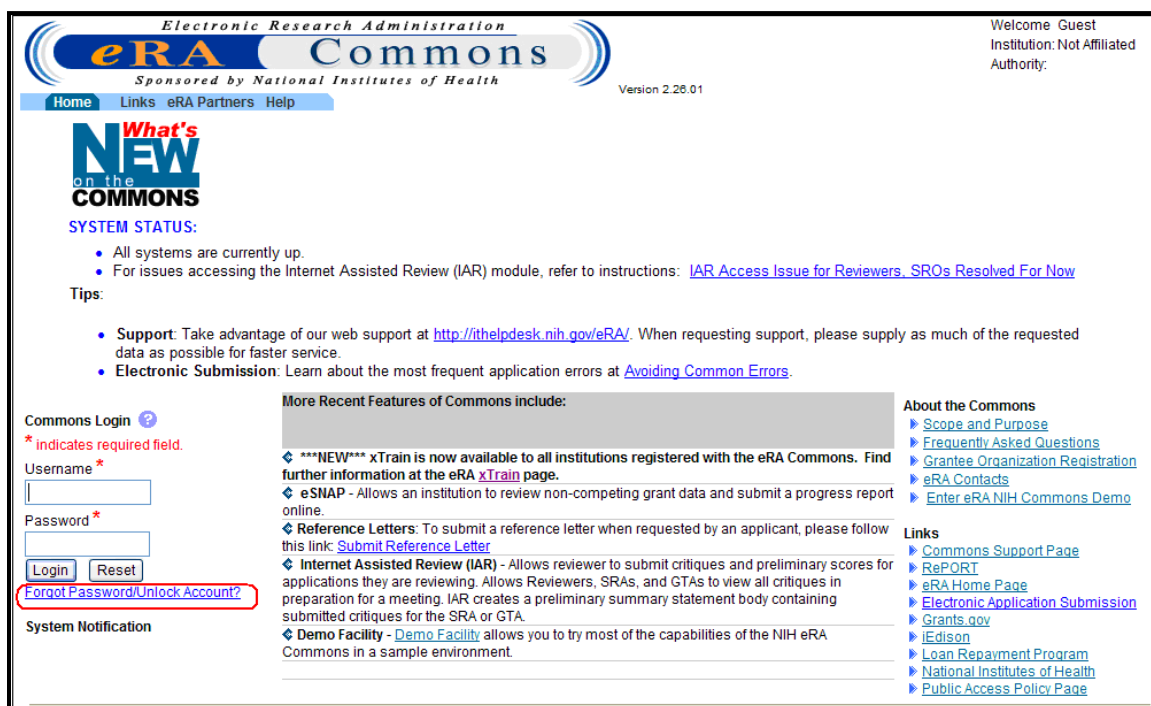 Electronic Research Administration
eRA Commons
Sponsored by National Institutes of Health
Version 2.26.01
Welcome Guest
Institution: Not Affiliated
Authority:
Home Links eRA Partners Help
What's
NEW
on the
COMMONS
SYSTEM STATUS:
• All systems are currently up.
• For issues accessing the Internet Assisted Review (IAR) module, refer to instructions: IAR Access Issue for Reviewers, SROs Resolved For Now
Tips:
• Support: Take advantage of our web support at http://ithelpdesk.nih.gov/eRA/. When requesting support, please supply as much of the requested
data as possible for faster service.
• Electronic Submission: Learn about the most frequent application errors at Avoiding Common Errors.
Commons Login ?
* indicates required field.
Username *
Password *
Login Reset
Forgot Password/Unlock Account?
System Notification
More Recent Features of Commons include:
***NEW*** xTrain is now available to all institutions registered with the eRA Commons. Find
further information at the eRA xTrain page.
eSNAP - Allows an institution to review non-competing grant data and submit a progress report
online.
Reference Letters: To submit a reference letter when requested by an applicant, please follow
this link: Submit Reference Letter
Internet Assisted Review (IAR) - Allows reviewer to submit critiques and preliminary scores for
applications they are reviewing. Allows Reviewers, SRAs, and GTAs to view all critiques in
preparation for a meeting. IAR creates a preliminary summary statement body containing
submitted critiques for the SRA or GTA.
Demo Facility - Demo Facility allows you to try most of the capabilities of the NIH eRA
Commons in a sample environment.
About the Commons
Scope and Purpose
Frequently Asked Questions
Grantee Organization Registration
eRA Contacts
Enter eRA NIH Commons Demo
Links
Commons Support Page
RePORT
eRA Home Page
Electronic Application Submission
Grants.gov
iEdison
Loan Repayment Program
National Institutes of Health
Public Access Policy Page